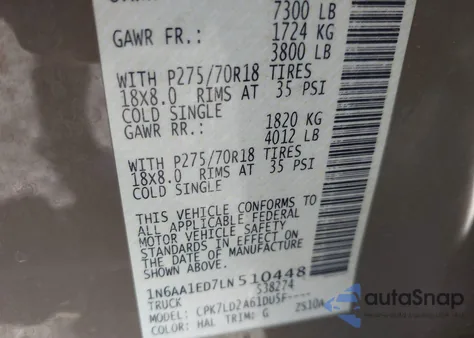 7300 LB
GAWR FR.: 1724 KG
3800 LB
WITH P275/70R18 TIRES
18X8.0 RIMS AT 35 PSI
COLD SINGLE
GAWR RR.: 1820 KG
4012 LB
WITH P275/70R18 TIRES
18X8.0 RIMS AT 35 PSI
COLD SINGLE
THIS VEHICLE CONFORMS TO
ALL APPLICABLE FEDERAL
MOTOR VEHICLE SAFETY
STANDARDS IN EFFECT ON
THE DATE OF MANUFACTURE
SHOWN ABOVE.
1N6AA1ED7LN510448
TRUCK 538274
MODEL: CPK7LD2A61DUSF----
COLOR: HAL TRIM: G 2510A
autoSnap